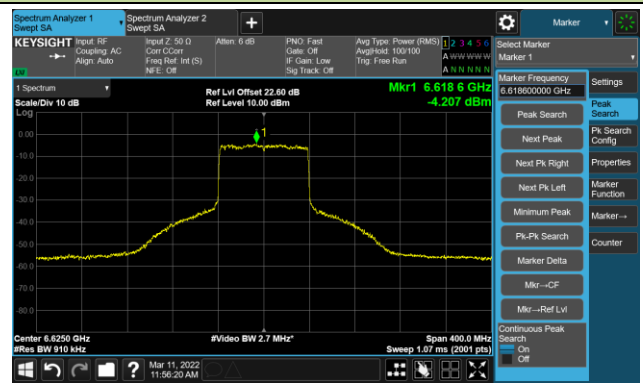 Spectrum Analyzer 1
Swept SA
Spectrum Analyzer 2
Swept SA
+
Marker
KEYSIGHT
Input: RF
Coupling: AC
Align: Auto
Input Z: 50 Ω
Corr CCorr
Freq Ref: Int (S)
NFE: Off
Atten: 6 dB
PNO: Fast
Gate: Off
IF Gain: Low
Sig Track: Off
Avg Type: Power (RMS)
Avg|Hold: 100/100
Trig: Free Run
1 2 3 4 5 6
A W W W W W
A N N N N N
LW
Select Marker
Marker 1
1 Spectrum
Scale/Div 10 dB
Log
Ref Lvl Offset 22.60 dB
Ref Level 10.00 dBm
Mkr1 6.618 6 GHz
-4.207 dBm
1
0.00
-10.0
-20.0
-30.0
-40.0
-50.0
-60.0
-70.0
-80.0
Center 6.6250 GHz
#Res BW 910 kHz
#Video BW 2.7 MHz*
Span 400.0 MHz
Sweep 1.07 ms (2001 pts)
Marker Frequency
6.618600000 GHz
Peak Search
Next Peak
Next Pk Right
Next Pk Left
Minimum Peak
Pk-Pk Search
Marker Delta
Mkr→CF
Mkr→Ref Lvl
Continuous Peak
Search
On
Off
Settings
Peak
Search
Pk Search
Config
Properties
Marker
Function
Marker→
Counter
?
Mar 11, 2022
11:56:20 AM